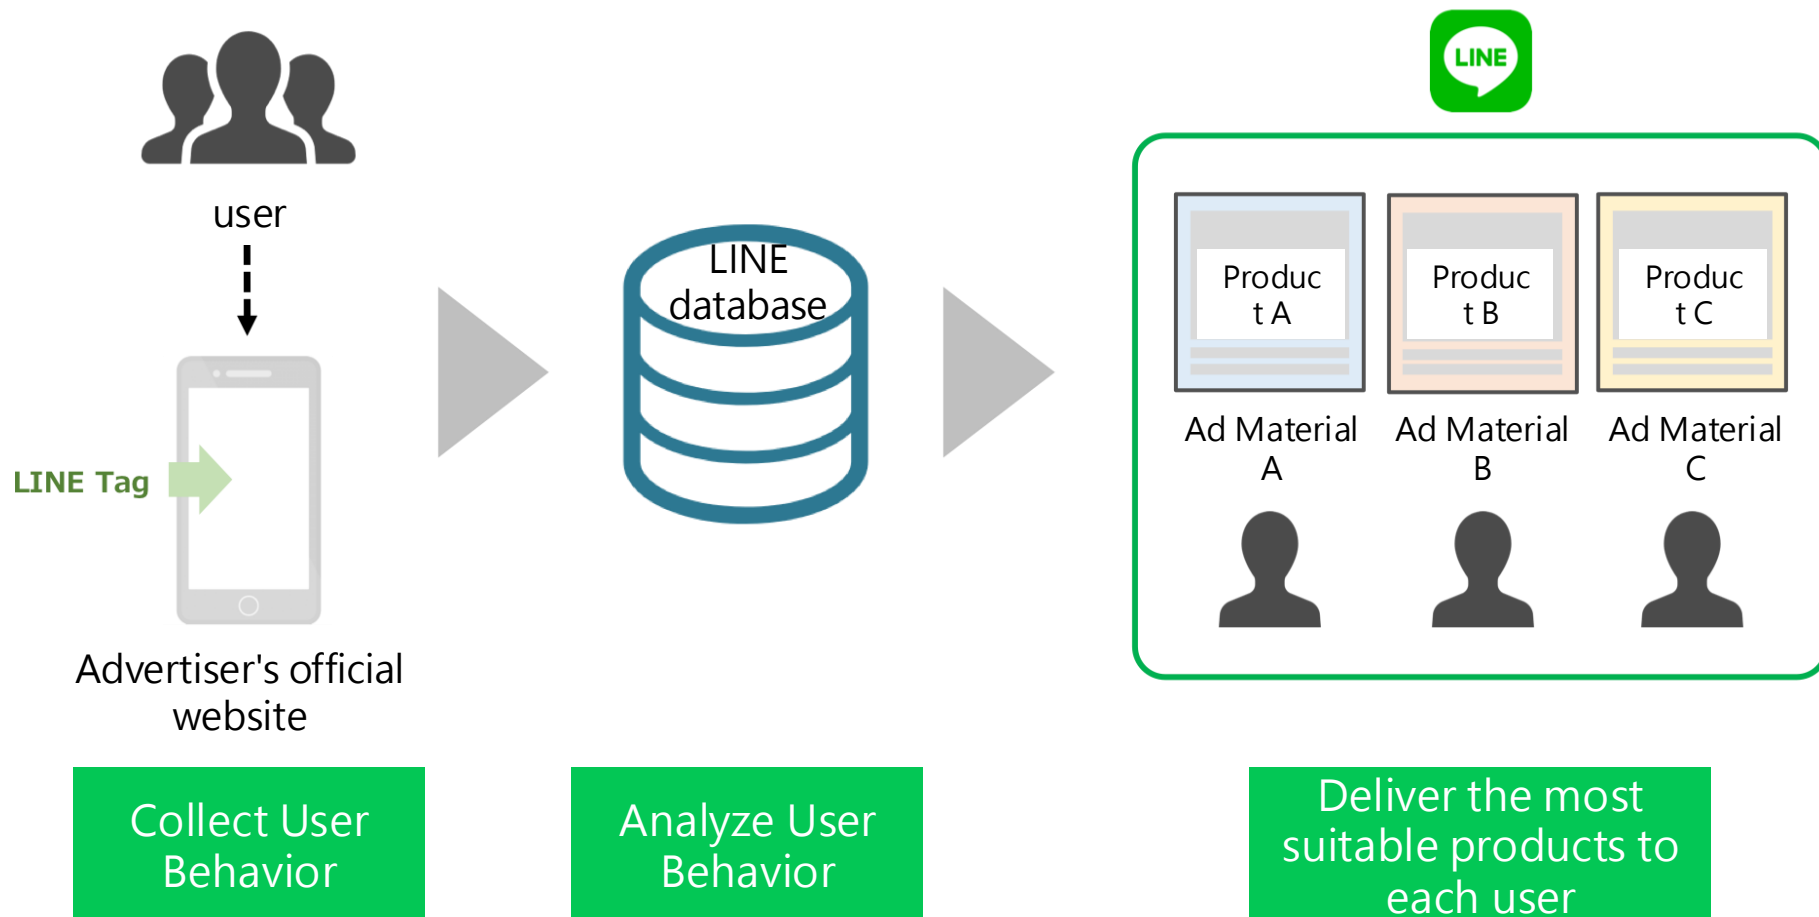 user
LINE Tag
Advertiser's official
website
Collect User
Behavior
LINE
database
Analyze User
Behavior
LINE
Produc
t A
Produc
t B
Produc
t C
Ad Material
A
Ad Material
B
Ad Material
C
Deliver the most
suitable products to
each user